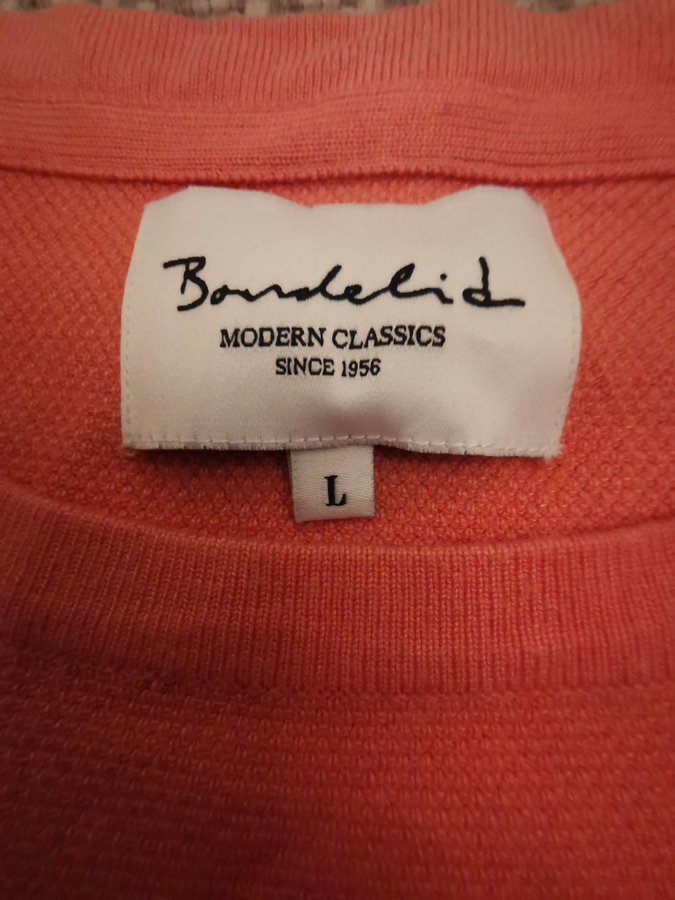 Bondelid
MODERN CLASSICS
SINCE 1956
L